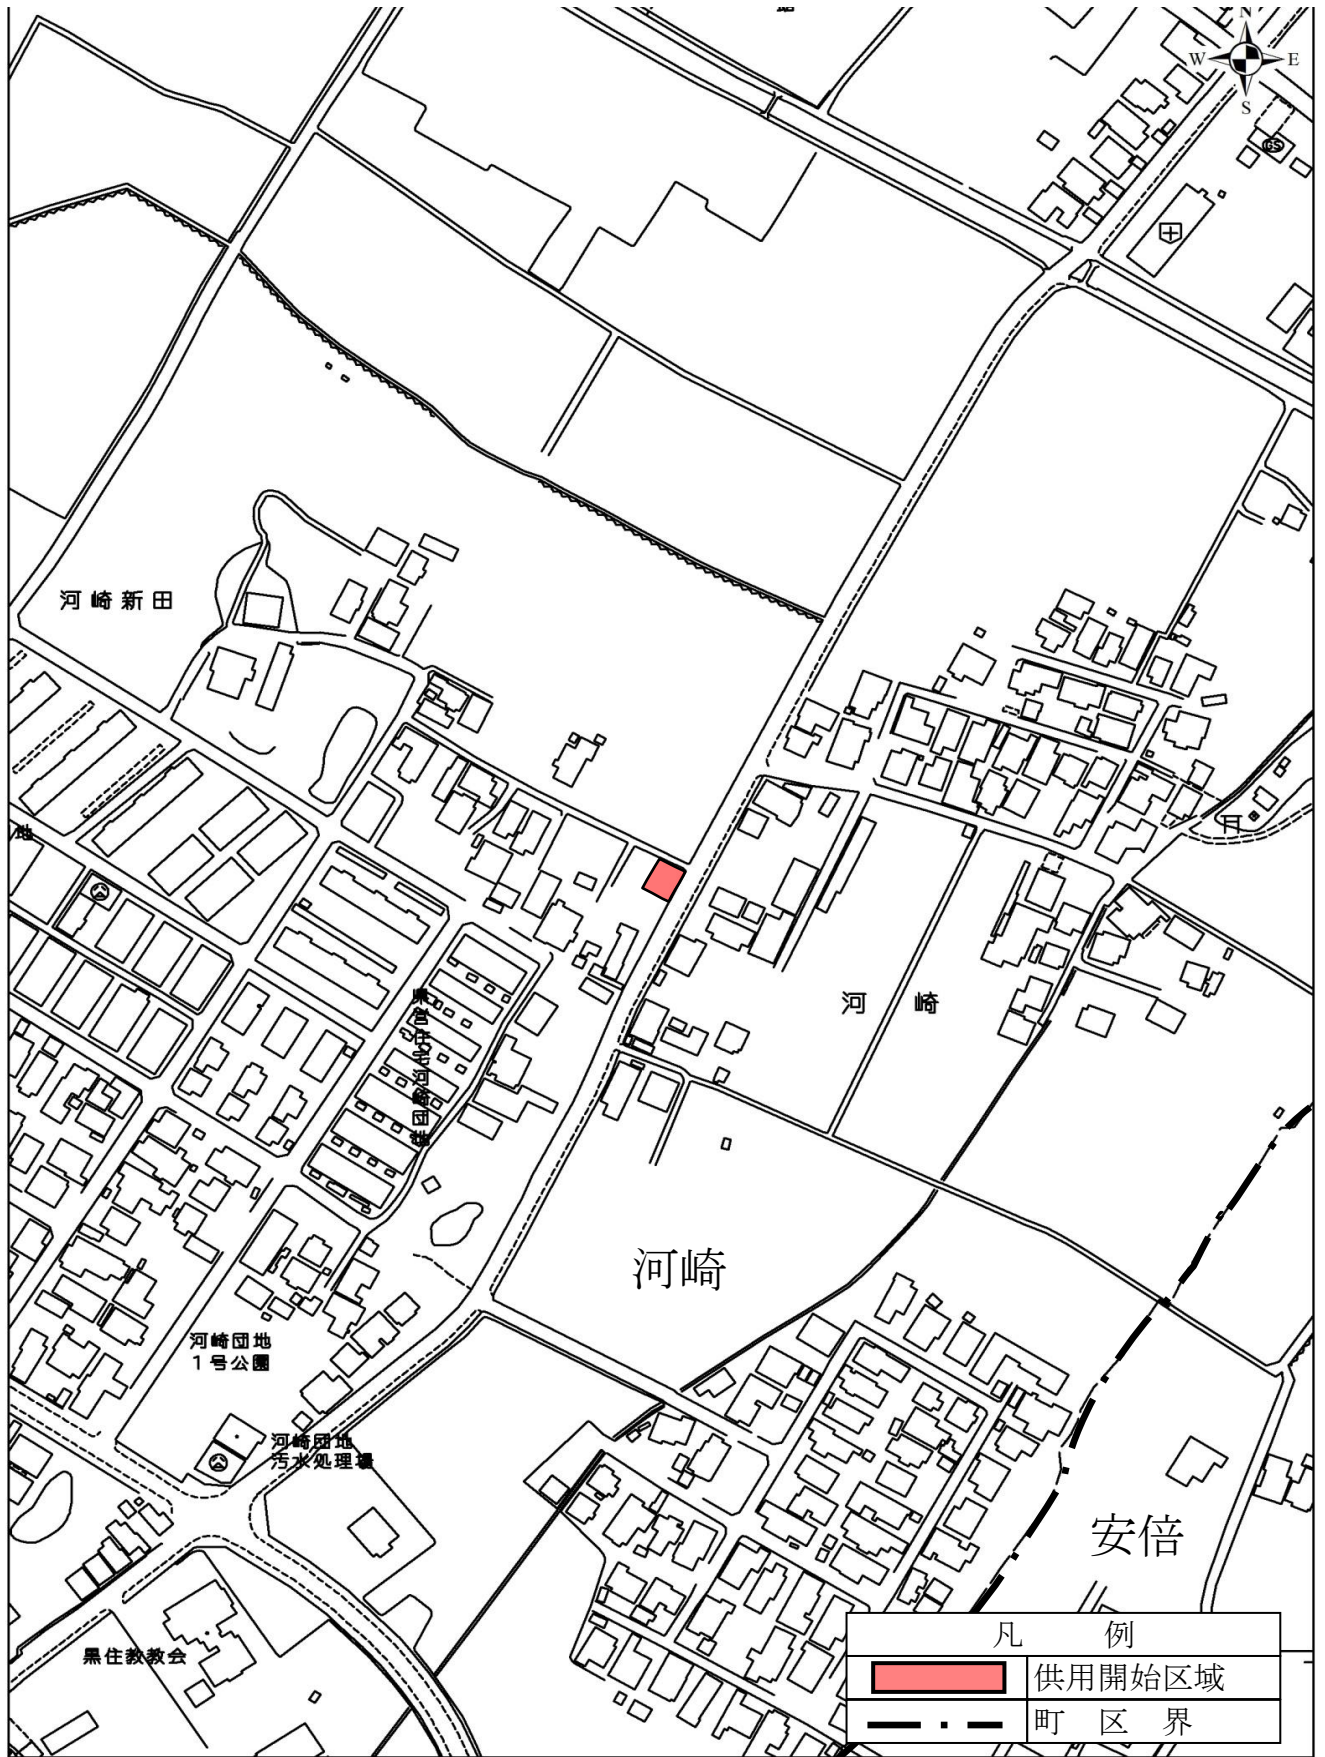 N
W E
S
GS
河崎新田
地
河 崎
県営住宅河崎団地
河崎
河崎団地
1号公園
河崎団地
汚水処理場
安倍
黒住教教会
凡 例
供用開始区域
町 区 界